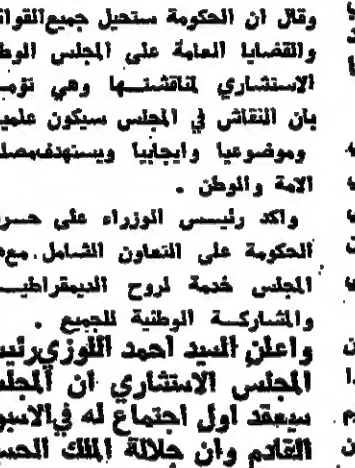 وقال ان الحكومة ستحيل جميع القوان
والقضايا العامة على المجلس الوط
الاستشاري لمناقشتها وهي تؤم
بان النقاش في المجلس سيكون علمي
وموضوعيا وايجابيا ويستهدف مصل
الامة والوطن .
واكد رئيس الوزراء على حر
الحكومة على التعاون الشامل مع
المجلس خدمة لروح الديمقراطي
والمشاركة الوطنية للجميع .
واعلن السيد احمد اللوزي رئي
المجلس الاستشاري ان المجل
سيعقد اول اجتماع له في الاسبو
القادم وان جلالة الملك الحس